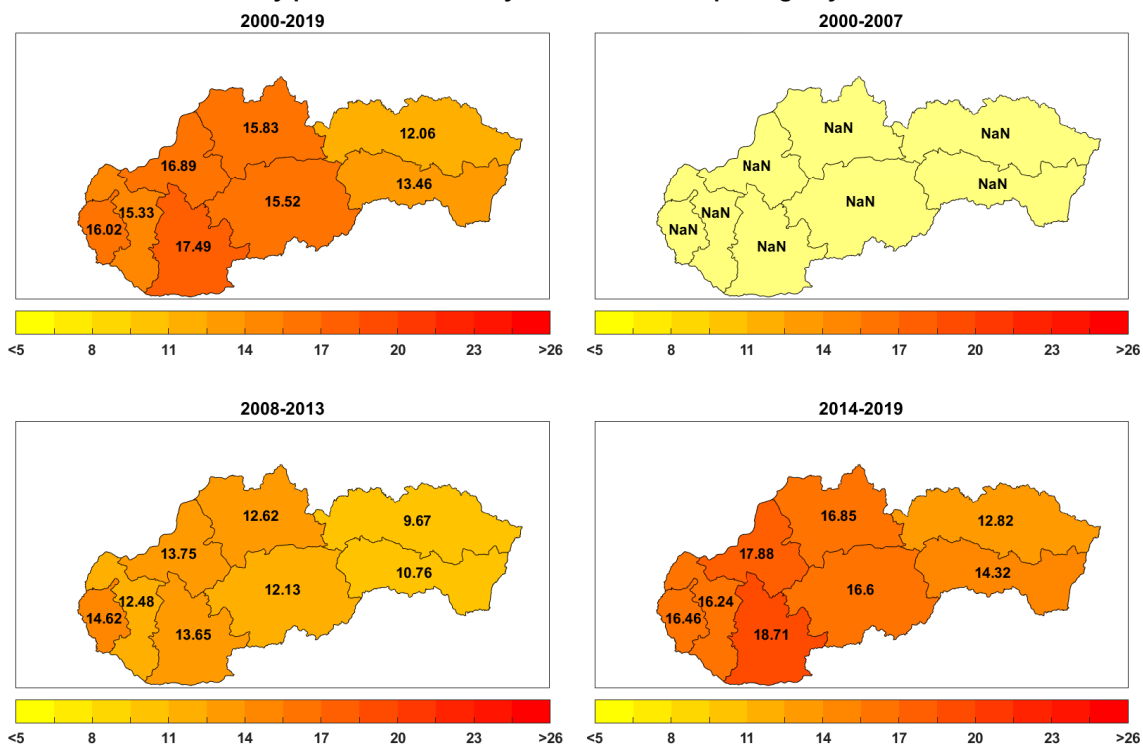 2000-2019
2000-2007
15.83
12.06
16.89
13.46
15.52
15.33
16.02
17.49
NaN
NaN
NaN
NaN
NaN
NaN
NaN
NaN
<5 8 11 14 17 20 23 >26
<5 8 11 14 17 20 23 >26
2008-2013
2014-2019
12.62
9.67
13.75
10.76
12.13
12.48
14.62
13.65
16.85
12.82
17.88
14.32
16.6
16.24
16.46
18.71
<5 8 11 14 17 20 23 >26
<5 8 11 14 17 20 23 >26